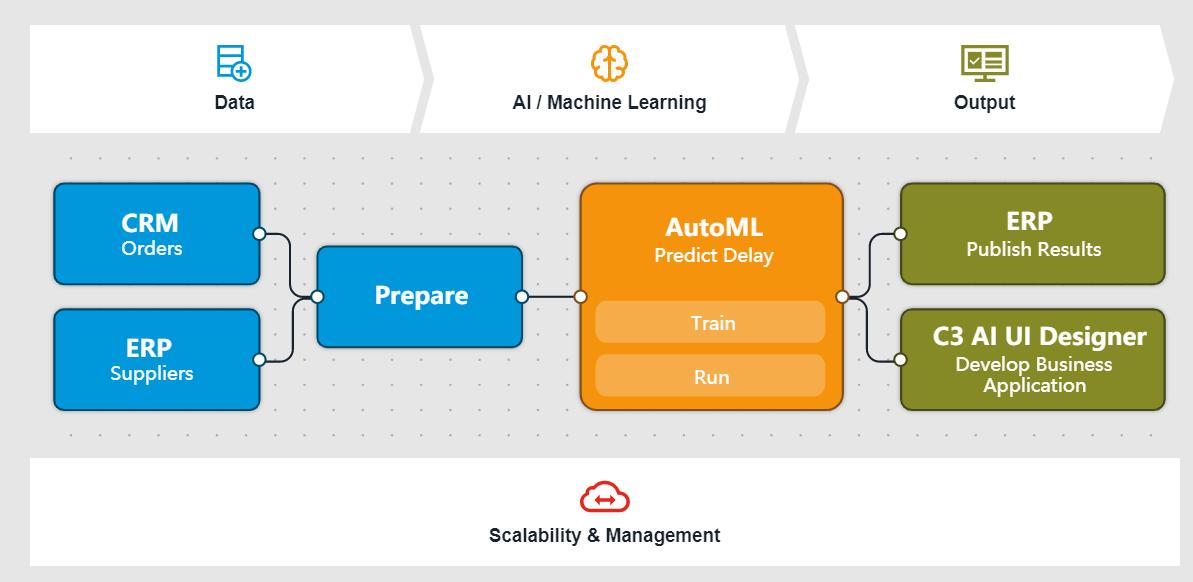 Data
AI / Machine Learning
Output
CRM
Orders
ERP
Suppliers
Prepare
AutoML
Predict Delay
Train
Run
ERP
Publish Results
C3 AI UI Designer
Develop Business
Application
Scalability & Management